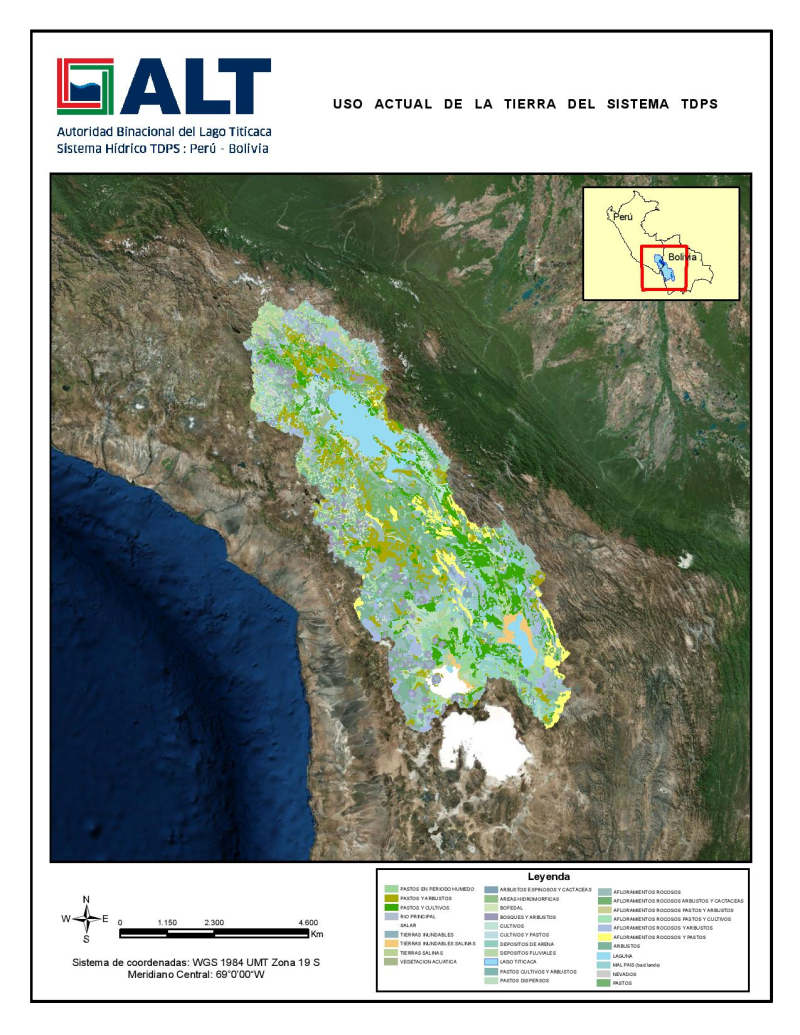 ALT
Autoridad Binacional del Lago Titicaca
Sistema Hídrico TDPS : Perú - Bolivia
USO ACTUAL DE LA TIERRA DEL SISTEMA TDPS
Perú
Bolivia
N
W E
S
0 1.150 2.300 4.600
Km
Sistema de coordenadas: WGS 1984 UMT Zona 19 S
Meridiano Central: 69°0'00"W
Leyenda
PASTOS EN PERIODO HUMEDO
PASTOS Y ARBUSTOS
PASTOS Y CULTIVOS
RIO PRINCIPAL
SALAR
TIERRAS INUNDABLES
TIERRAS INUNDABLES SALINAS
TIERRAS SALINAS
VEGETACION ACUATICA
ARBUSTOS ESPINOSOS Y CACTACEAS
AREAS HIDROMORFICAS
BOFEDAL
BOSQUES Y ARBUSTOS
CULTIVOS
CULTIVOS Y PASTOS
DEPOSITOS DE ARENA
DEPOSITOS FLUVIALES
LAGO TITICACA
PASTOS CULTIVOS Y ARBUSTOS
PASTOS DISPERSOS
AFLORAMIENTOS ROCOSOS
AFLORAMIENTOS ROCOSOS ARBUSTOS Y CACTACEAS
AFLORAMIENTOS ROCOSOS PASTOS Y ARBUSTOS
AFLORAMIENTOS ROCOSOS PASTOS Y CULTIVOS
AFLORAMIENTOS ROCOSOS Y ARBUSTOS
AFLORAMIENTOS ROCOSOS Y PASTOS
ARBUSTOS
LAGUNA
MAL PAIS (bad lands)
NEVADOS
PASTOS